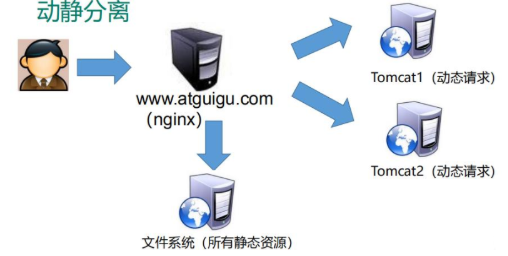 动静分离
Tomcat1（动态请求）
www.atguigu.com
（nginx）
Tomcat2（动态请求）
文件系统（所有静态资源）